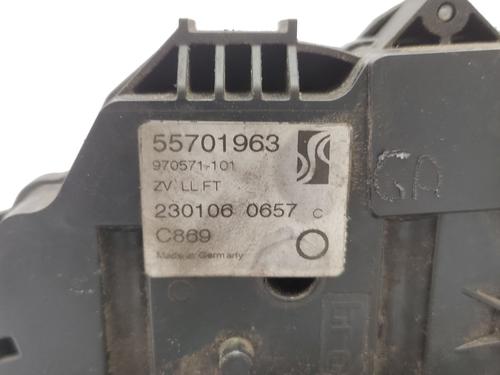 55701963
970571-101
ZV LL FT
230106 0657 C
C869
Made in Germany
GA